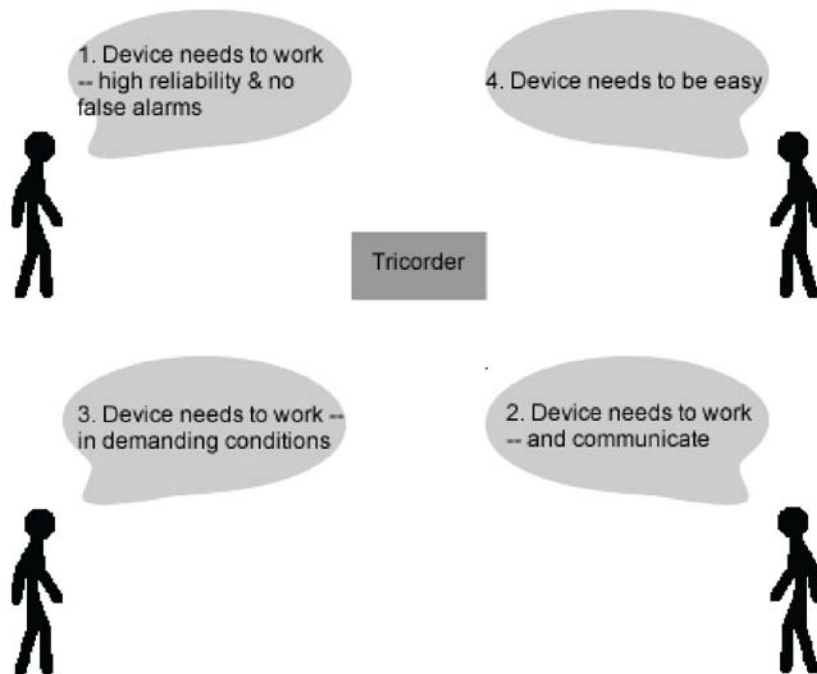 1. Device needs to work
-- high reliability & no
false alarms
4. Device needs to be easy
Tricorder
3. Device needs to work --
in demanding conditions
2. Device needs to work
-- and communicate